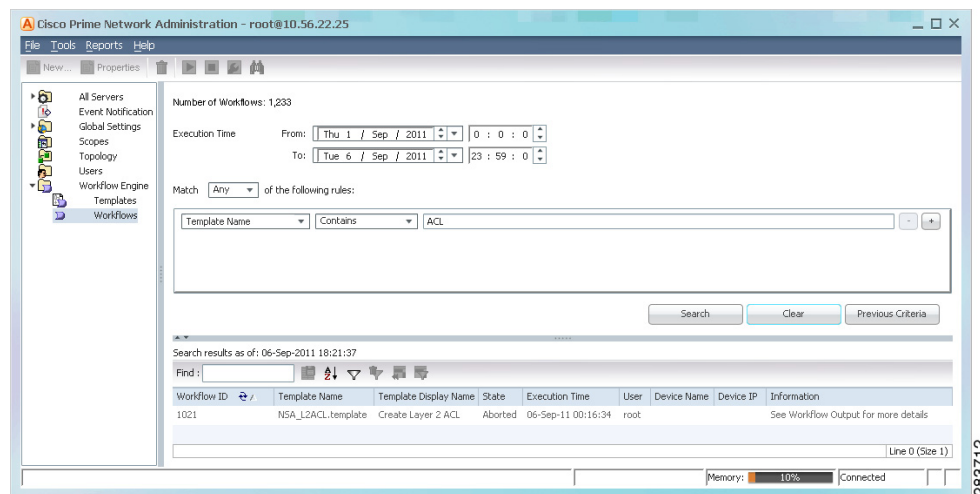 Cisco Prime Network Administration - root@10.56.22.25
File Tools Reports Help
New... Properties
All Servers
Event Notification
Global Settings
Scopes
Topology
Users
Workflow Engine
Templates
Workflows
Number of Workflows: 1,233
Execution Time From: Thu 1 / Sep / 2011 0 : 0 : 0
To: Tue 6 / Sep / 2011 23 : 59 : 0
Match Any of the following rules:
Template Name Contains ACL - +
Search Clear Previous Criteria
Search results as of: 06-Sep-2011 18:21:37
Find :
Workflow ID Template Name Template Display Name State Execution Time User Device Name Device IP Information
1021 NSA_L2ACL.template Create Layer 2 ACL Aborted 06-Sep-11 00:16:34 root See Workflow Output for more details
Line 0 (Size 1)
Memory: 10% Connected